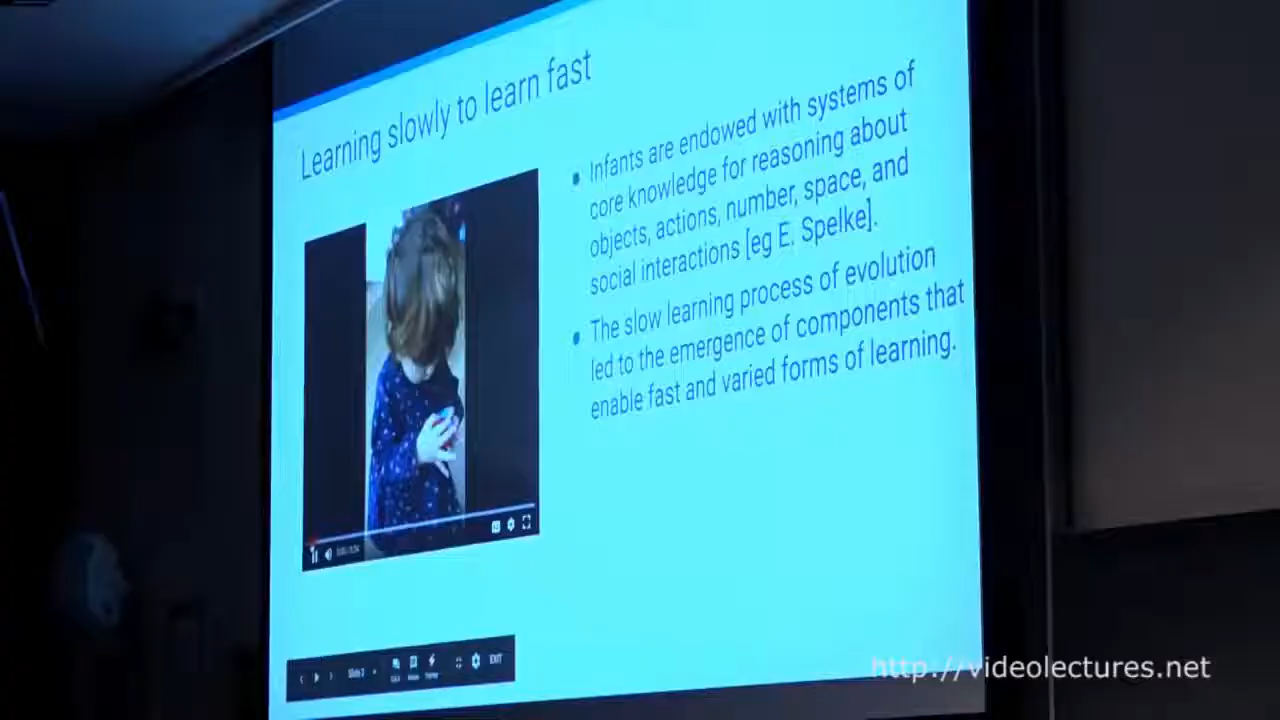 Learning slowly to learn fast
• Infants are endowed with systems of
core knowledge for reasoning about
objects, actions, number, space, and
social interactions [eg E. Spelke].
• The slow learning process of evolution
led to the emergence of components that
enable fast and varied forms of learning.
EXIT
http://videolectures.net